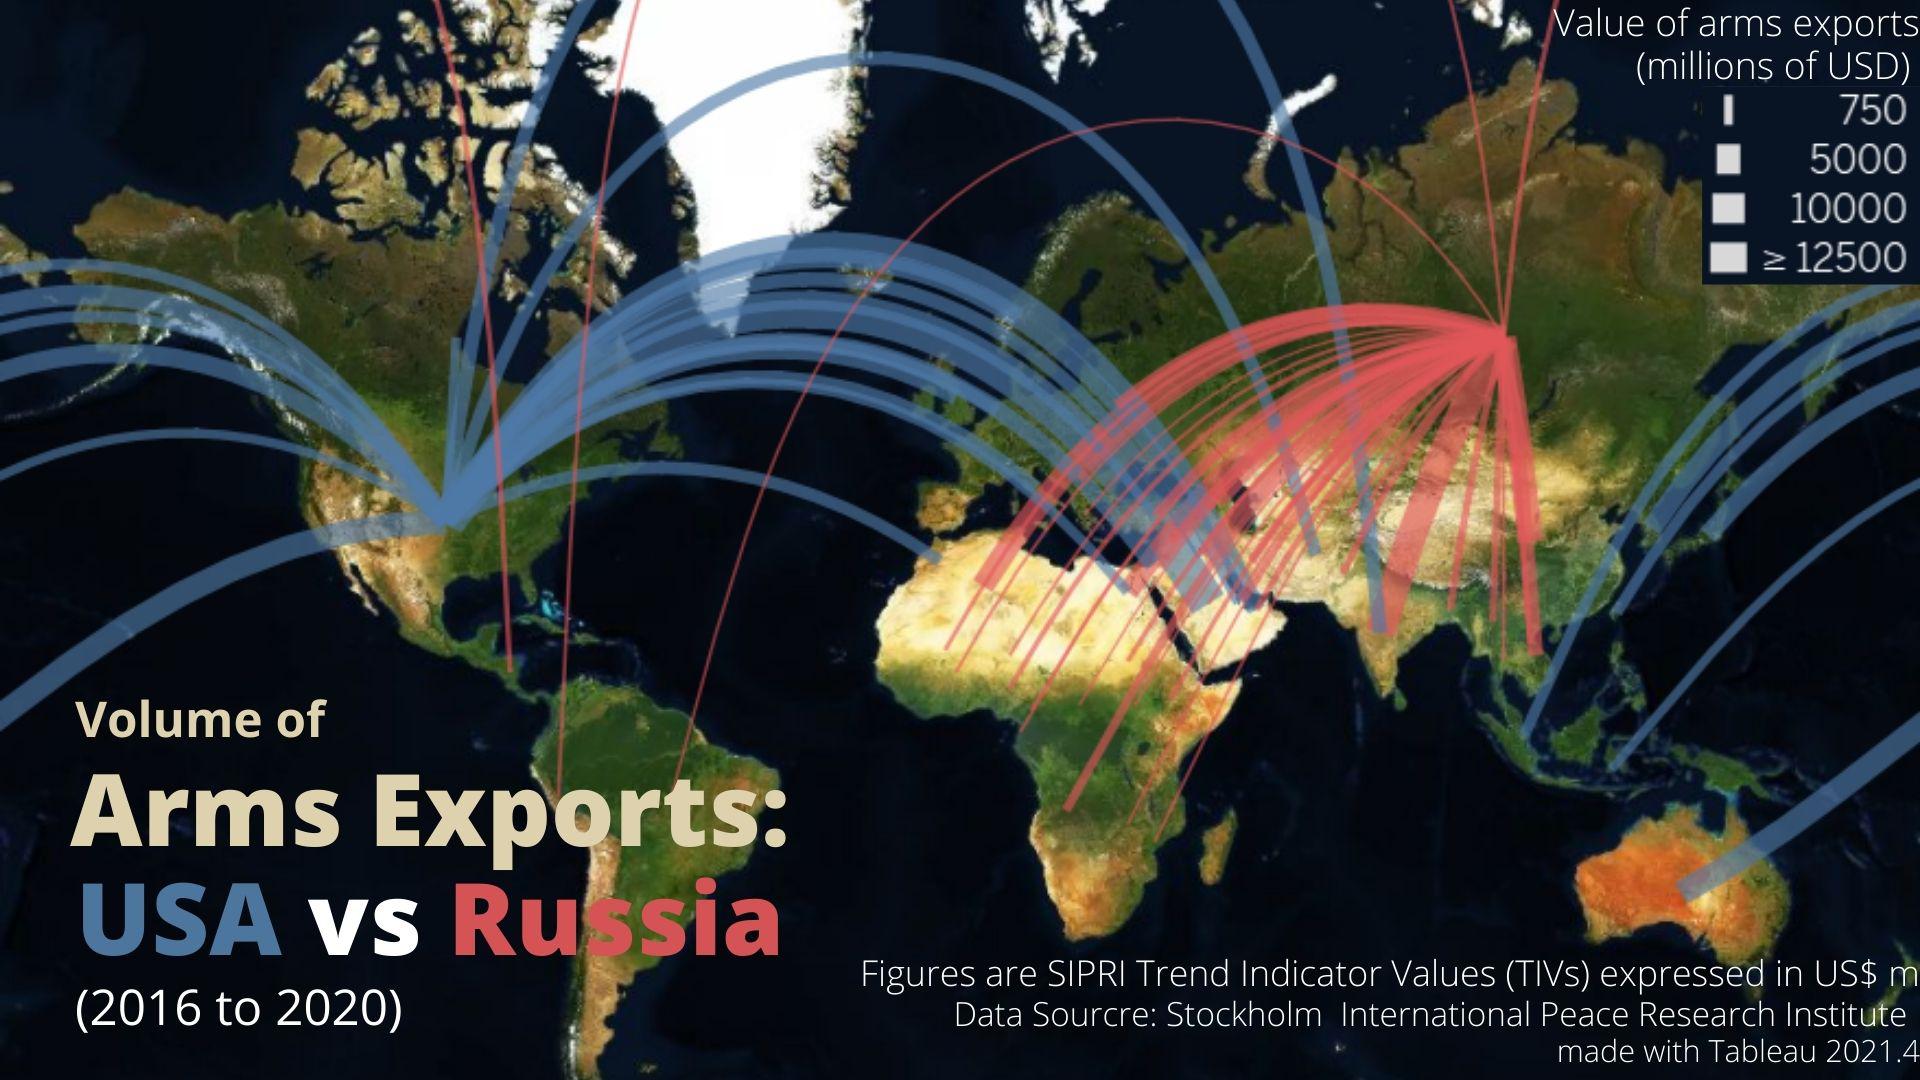 Value of arms exports
(millions of USD)
750
5000
10000
≥ 12500
Volume of
Arms Exports:
USA vs Russia
(2016 to 2020)
Figures are SIPRI Trend Indicator Values (TIVs) expressed in US$ m
Data Sourcre: Stockholm International Peace Research Institute
made with Tableau 2021.4